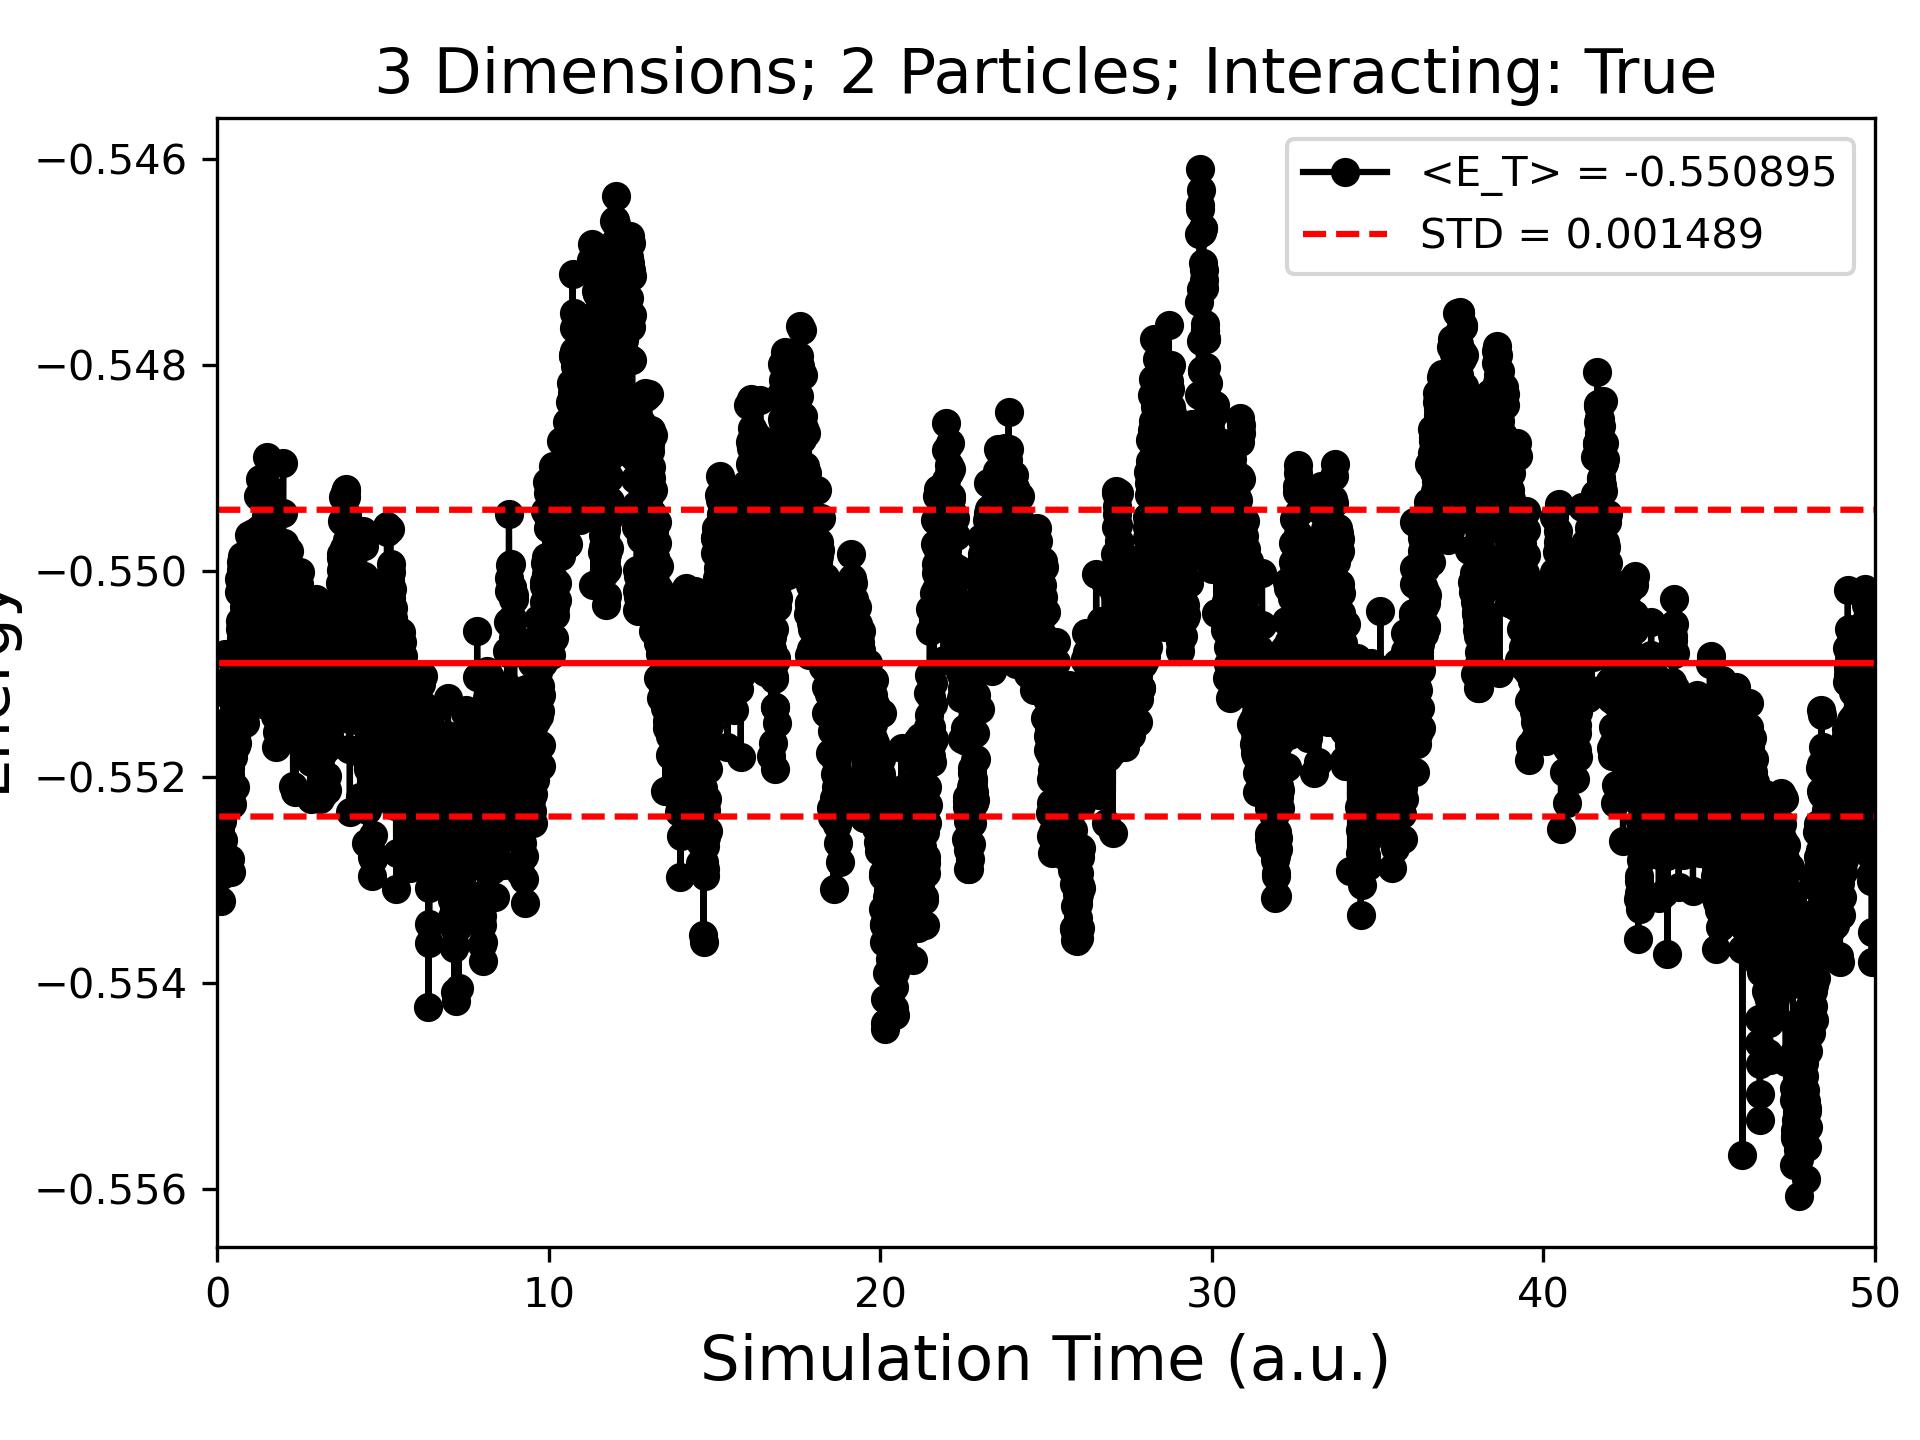 3 Dimensions; 2 Particles; Interacting: True
<E_T> = -0.550895
STD = 0.001489
−0.546
−0.548
−0.550
−0.552
−0.554
−0.556
Energy
0 10 20 30 40 50
Simulation Time (a.u.)